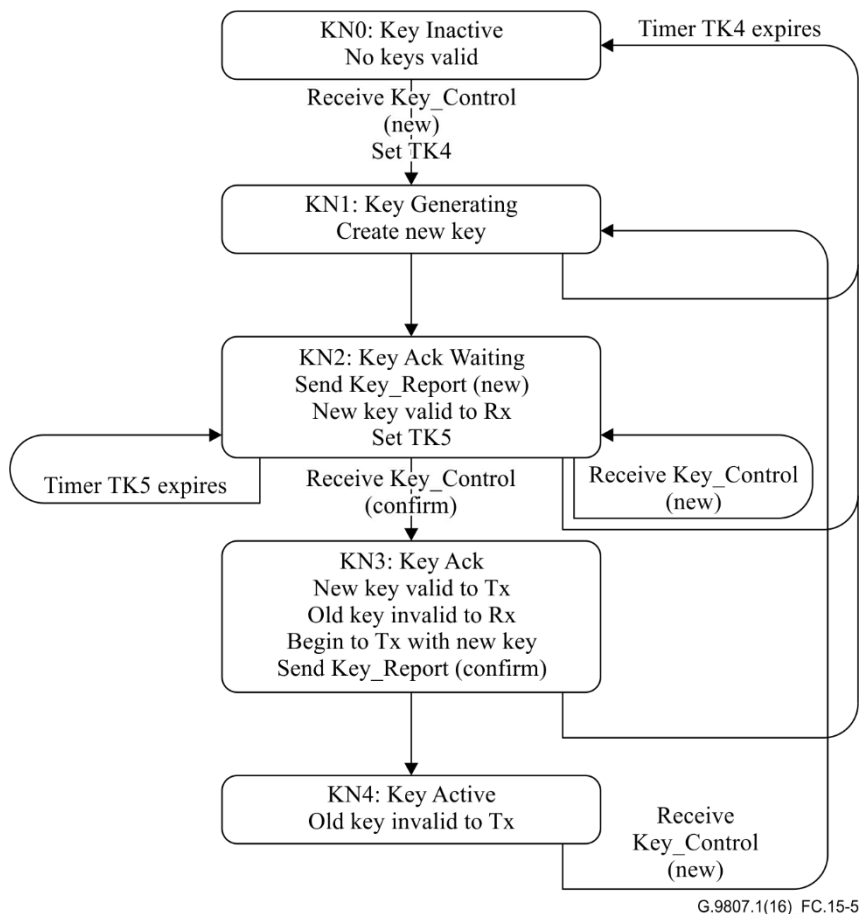 KN0: Key Inactive
No keys valid
Timer TK4 expires
Receive Key_Control
(new)
Set TK4
KN1: Key Generating
Create new key
KN2: Key Ack Waiting
Send Key_Report (new)
New key valid to Rx
Set TK5
Timer TK5 expires
Receive Key_Control
(confirm)
Receive Key_Control
(new)
KN3: Key Ack
New key valid to Tx
Old key invalid to Rx
Begin to Tx with new key
Send Key_Report (confirm)
KN4: Key Active
Old key invalid to Tx
Receive
Key_Control
(new)
G.9807.1(16)_FC.15-5